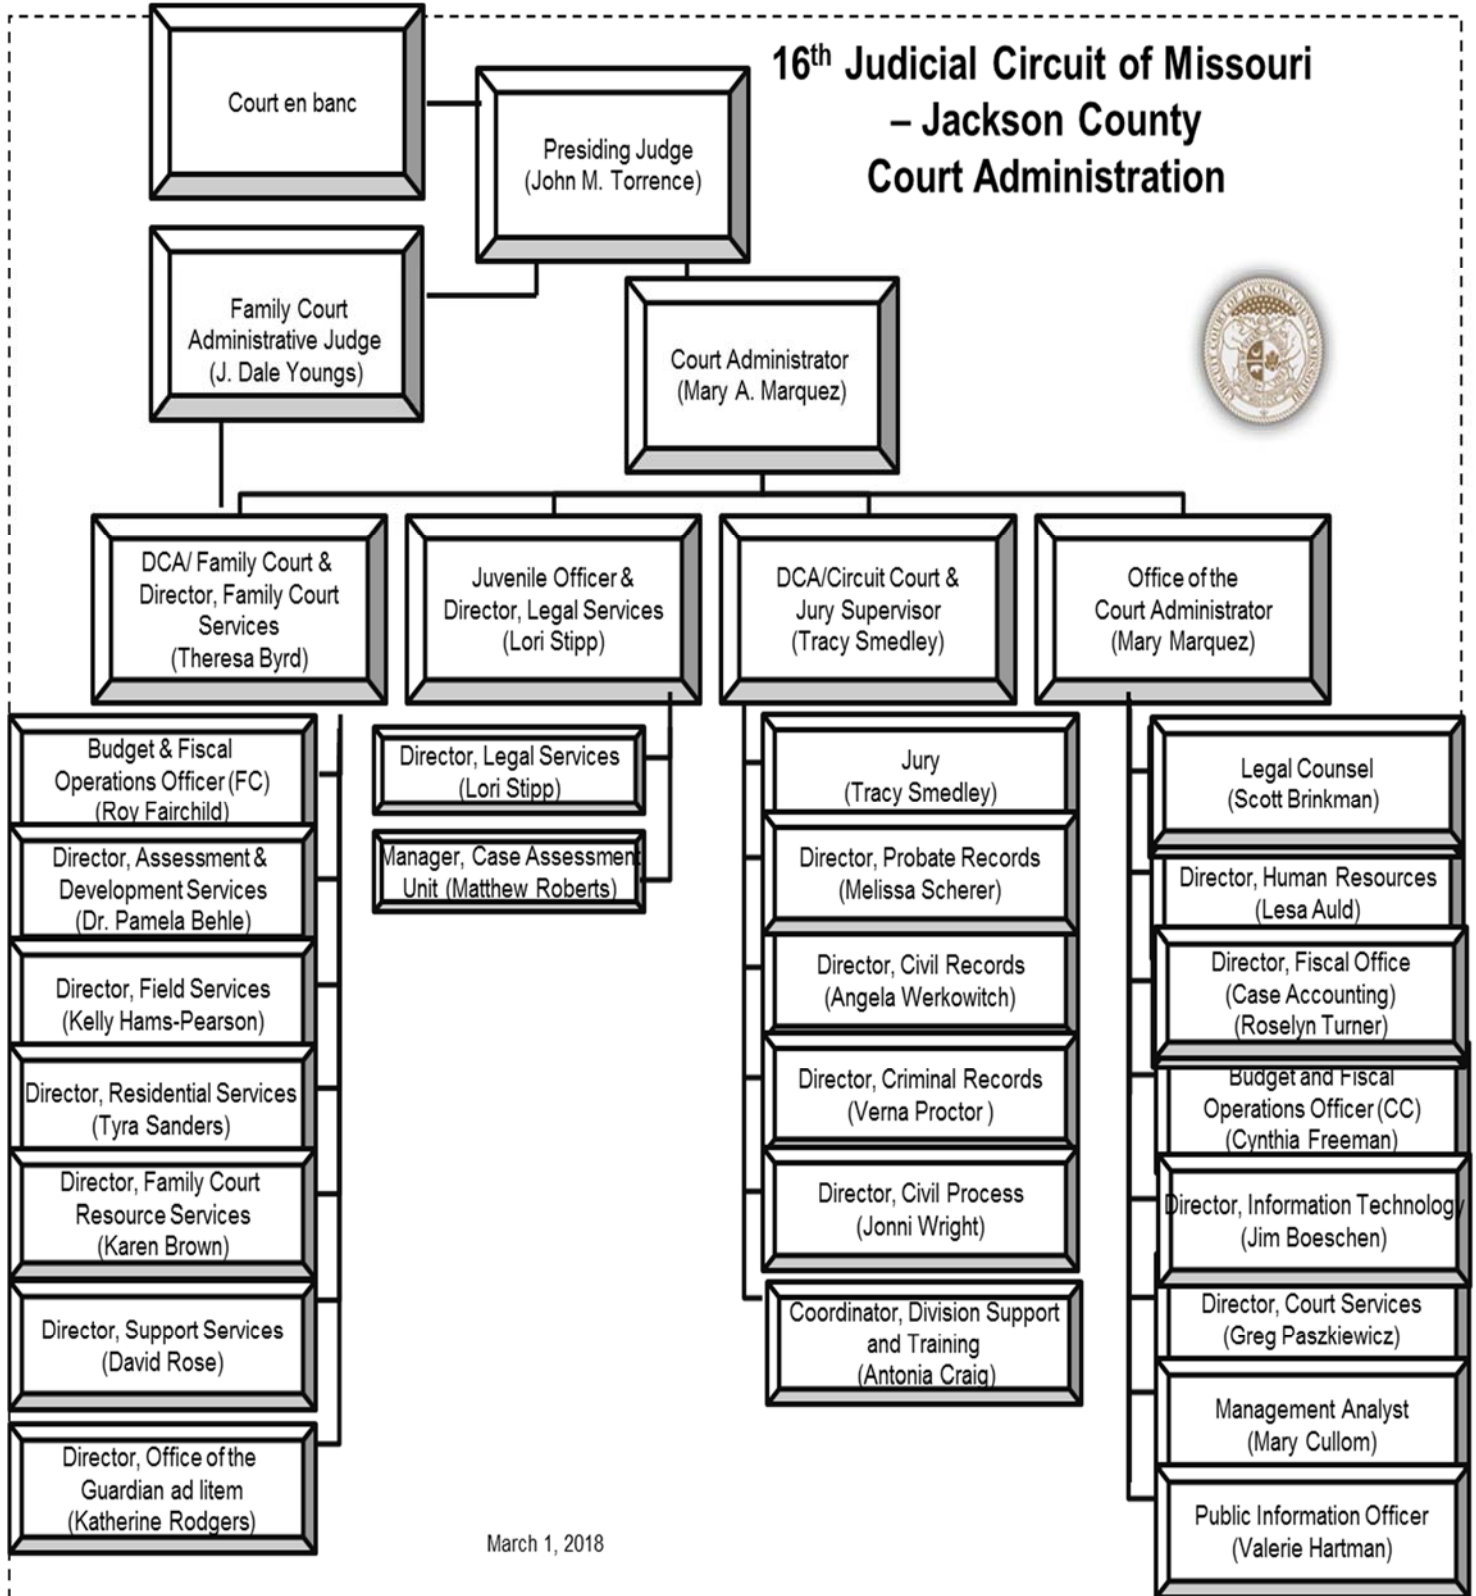 16th Judicial Circuit of Missouri
– Jackson County
Court Administration
Court en banc
Presiding Judge
(John M. Torrence)
Family Court
Administrative Judge
(J. Dale Youngs)
Court Administrator
(Mary A. Marquez)
CIRCUIT COURT OF JACKSON COUNTY MISSOURI
DCA/ Family Court &
Director, Family Court
Services
(Theresa Byrd)
Juvenile Officer &
Director, Legal Services
(Lori Stipp)
DCA/Circuit Court &
Jury Supervisor
(Tracy Smedley)
Office of the
Court Administrator
(Mary Marquez)
Budget & Fiscal
Operations Officer (FC)
(Roy Fairchild)
Director, Assessment &
Development Services
(Dr. Pamela Behle)
Director, Field Services
(Kelly Hams-Pearson)
Director, Residential Services
(Tyra Sanders)
Director, Family Court
Resource Services
(Karen Brown)
Director, Support Services
(David Rose)
Director, Office of the
Guardian ad litem
(Katherine Rodgers)
Director, Legal Services
(Lori Stipp)
Manager, Case Assessment
Unit (Matthew Roberts)
Jury
(Tracy Smedley)
Director, Probate Records
(Melissa Scherer)
Director, Civil Records
(Angela Werkowitch)
Director, Criminal Records
(Verna Proctor )
Director, Civil Process
(Jonni Wright)
Coordinator, Division Support
and Training
(Antonia Craig)
Legal Counsel
(Scott Brinkman)
Director, Human Resources
(Lesa Auld)
Director, Fiscal Office
(Case Accounting)
(Roselyn Turner)
Budget and Fiscal
Operations Officer (CC)
(Cynthia Freeman)
Director, Information Technology
(Jim Boeschen)
Director, Court Services
(Greg Paszkiewicz)
Management Analyst
(Mary Cullom)
Public Information Officer
(Valerie Hartman)
March 1, 2018